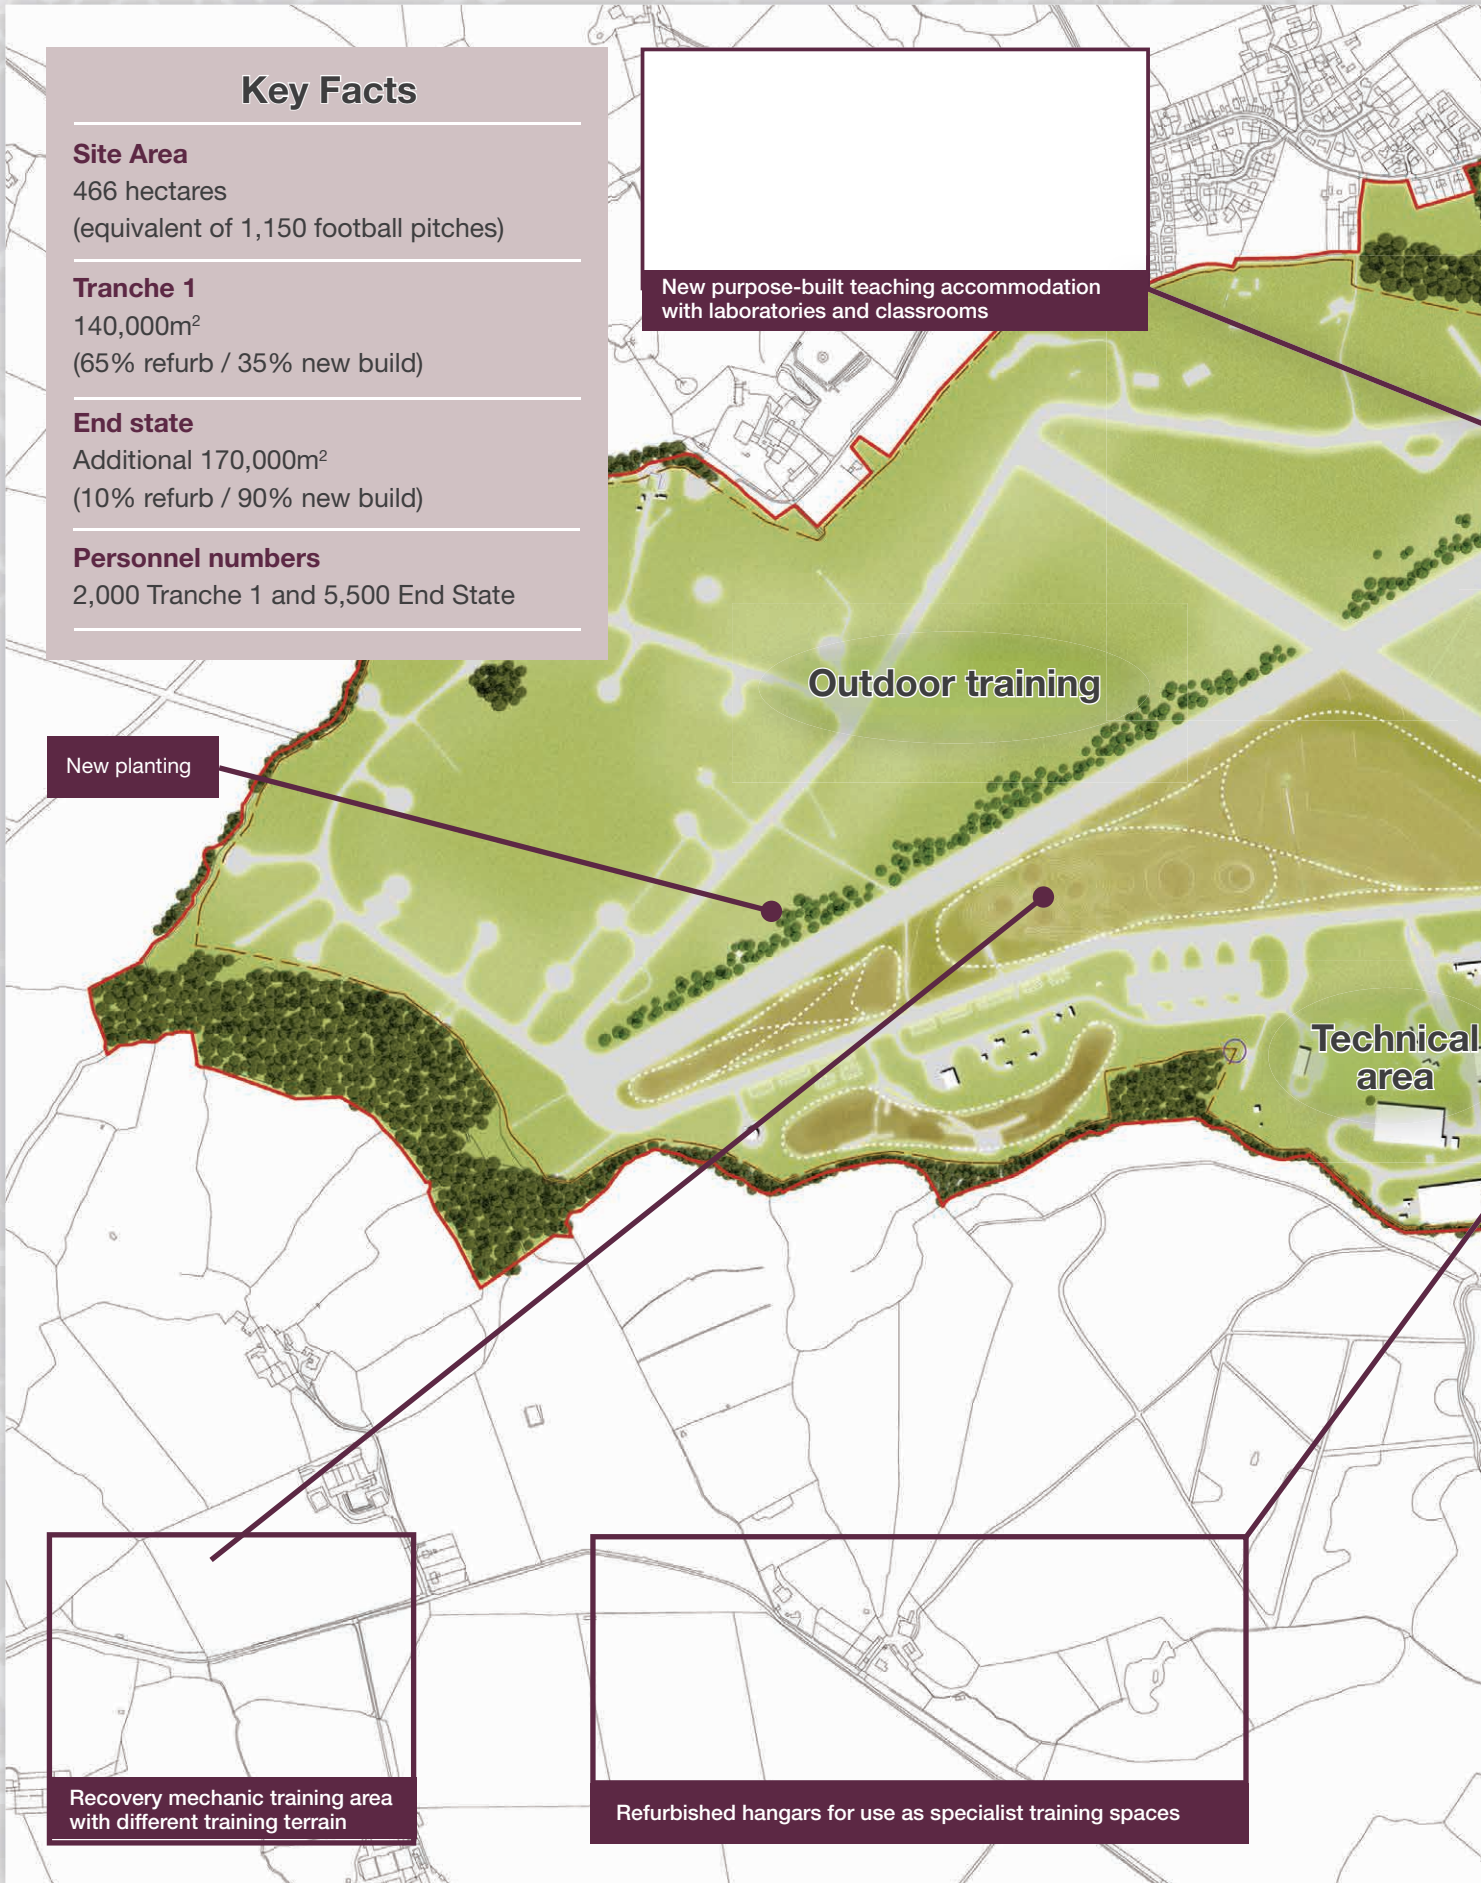 Key Facts
Site Area
466 hectares
(equivalent of 1,150 football pitches)
Tranche 1
140,000m²
(65% refurb / 35% new build)
End state
Additional 170,000m²
(10% refurb / 90% new build)
Personnel numbers
2,000 Tranche 1 and 5,500 End State
New purpose-built teaching accommodation
with laboratories and classrooms
Outdoor training
New planting
Technical
area
Recovery mechanic training area
with different training terrain
Refurbished hangars for use as specialist training spaces